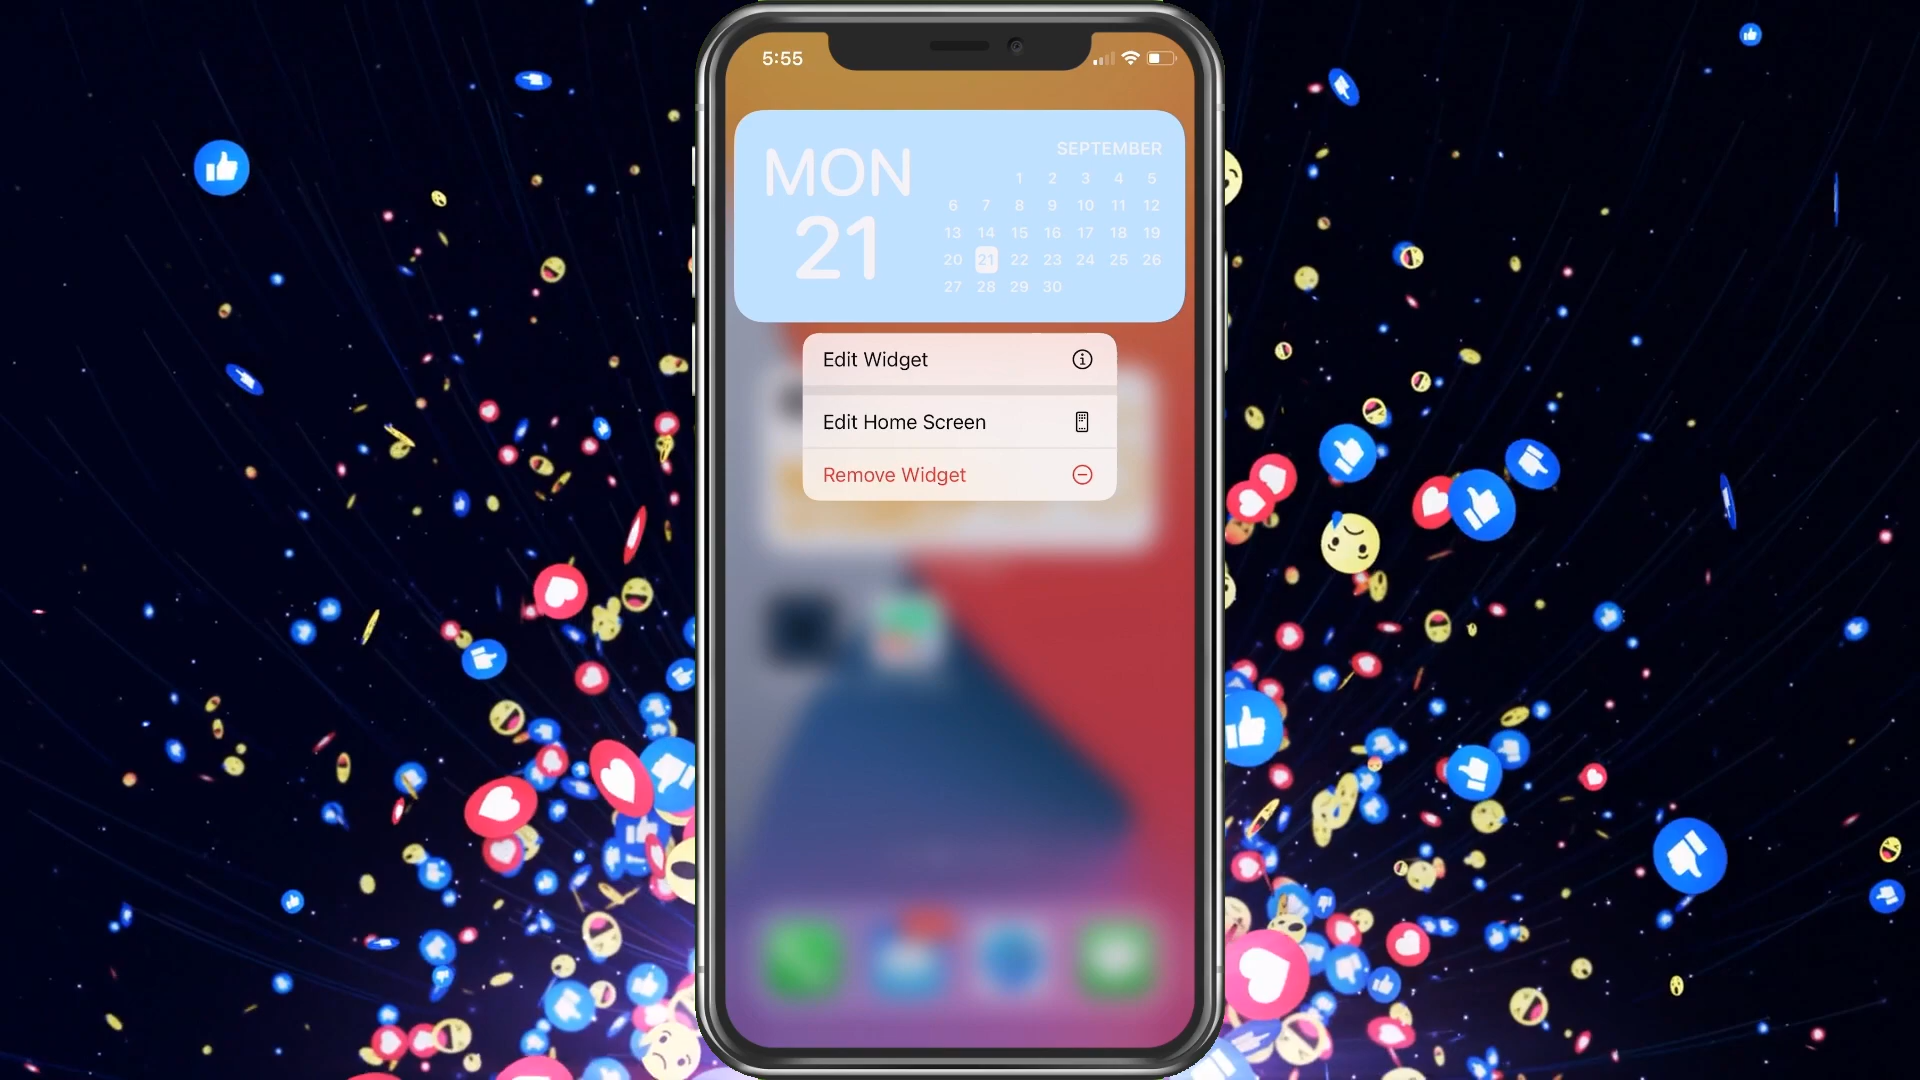 5:55
MON
21
SEPTEMBER
1 2 3 4 5
6 7 8 9 10 11 12
13 14 15 16 17 18 19
20 21 22 23 24 25 26
27 28 29 30
Edit Widget
Edit Home Screen
Remove Widget